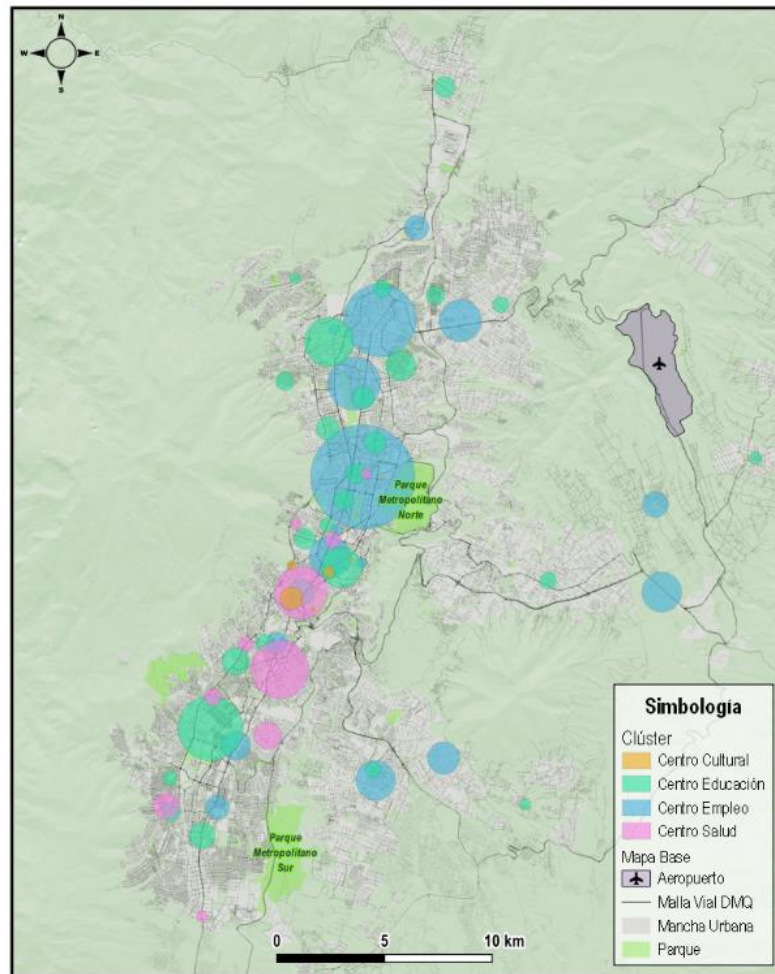 N
W E
S
Parque
Metropolitano
Norte
Parque
Metropolitano
Sur
0 5 10 km
Simbología
Clúster
Centro Cultural
Centro Educación
Centro Empleo
Centro Salud
Mapa Base
Aeropuerto
Malla Vial DMQ
Mancha Urbana
Parque